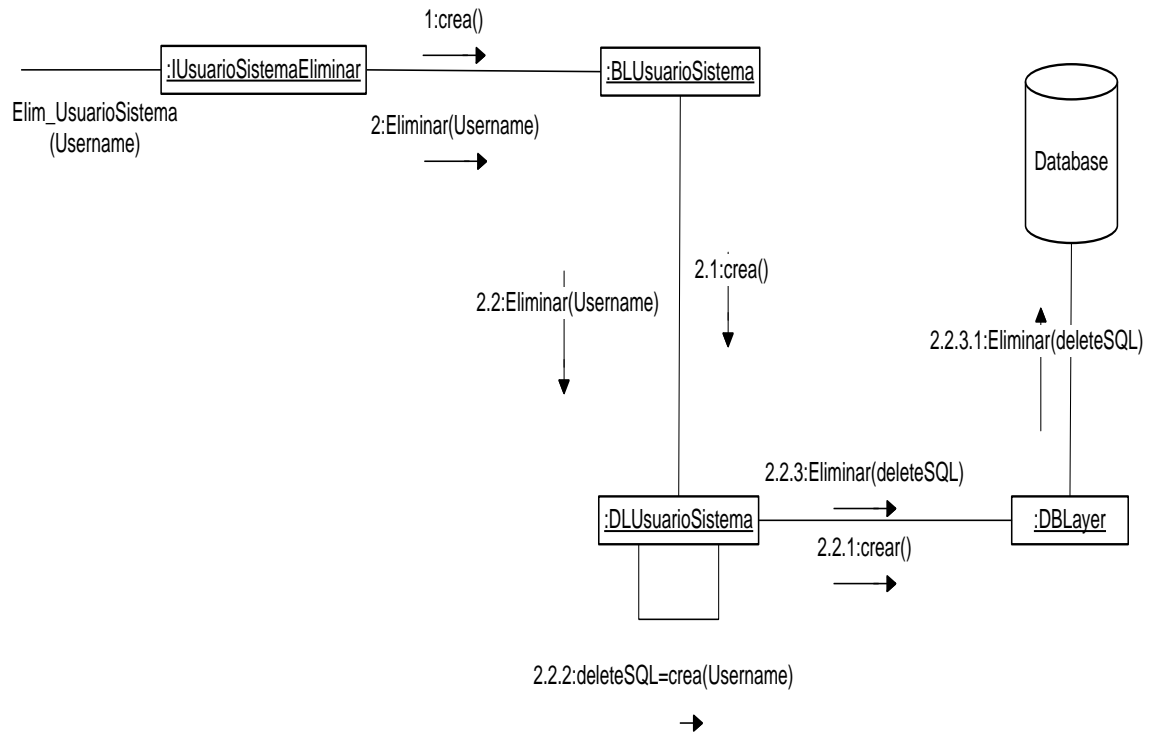 1:crea()
:IUsuarioSistemaEliminar
:BLUsuarioSistema
Elim_UsuarioSistema
(Username)
2:Eliminar(Username)
Database
2.1:crea()
2.2:Eliminar(Username)
2.2.3.1:Eliminar(deleteSQL)
2.2.3:Eliminar(deleteSQL)
:DLUsuarioSistema
:DBLayer
2.2.1:crear()
2.2.2:deleteSQL=crea(Username)